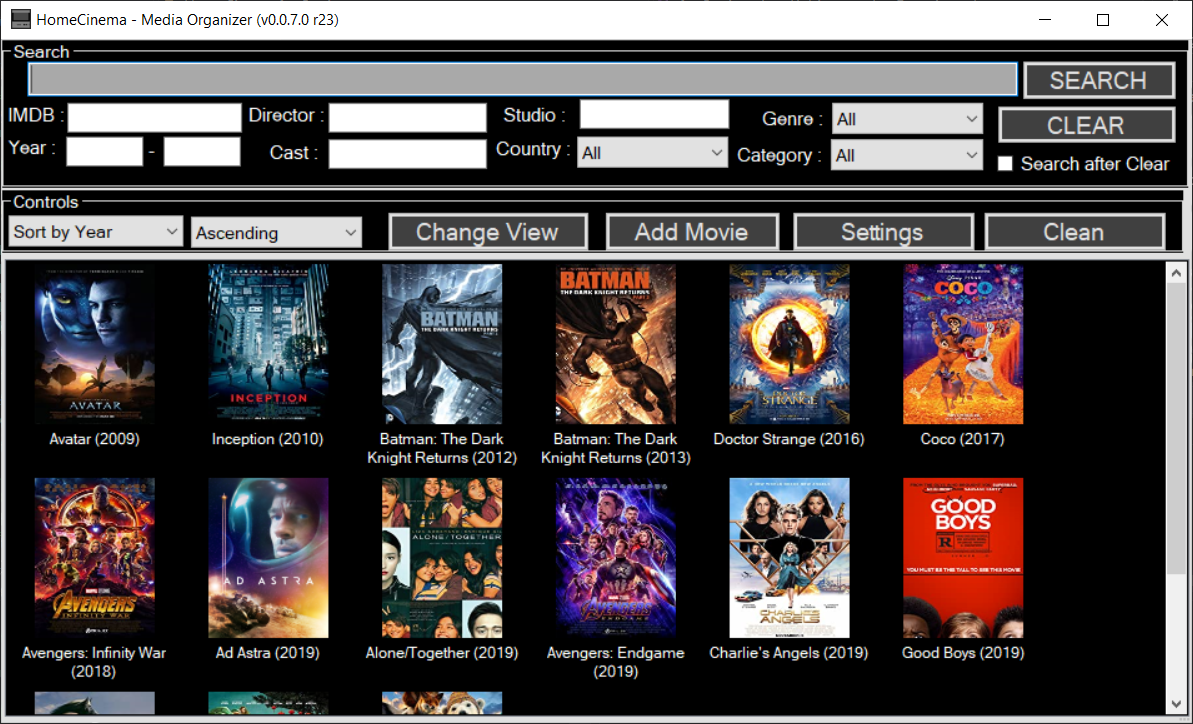 HomeCinema - Media Organizer (v0.0.7.0 r23)
Search
SEARCH
IMDB :
Director :
Studio :
Genre :
All
CLEAR
Year :
-
Cast :
Country :
All
Category :
All
Search after Clear
Controls
Sort by Year
Ascending
Change View
Add Movie
Settings
Clean
AVATAR
INCEPTION
BATMAN
THE DARK KNIGHT RETURNS
BATMAN
THE DARK KNIGHT RETURNS
STRANGE
Disney PIXAR
COCO
Avatar (2009)
Inception (2010)
Batman: The Dark
Knight Returns (2012)
Batman: The Dark
Knight Returns (2013)
Doctor Strange (2016)
Coco (2017)
AVENGERS
INFINITY WAR
AD ASTRA
ALONE/TOGETHER
AVENGERS
ENDGAME
CHARLIE'S
ANGELS
GOOD
BOYS
R
YOU MUST BE THIS TALL TO SEE THIS MOVIE
Avengers: Infinity War
(2018)
Ad Astra (2019)
Alone/Together (2019)
Avengers: Endgame
(2019)
Charlie's Angels (2019)
Good Boys (2019)